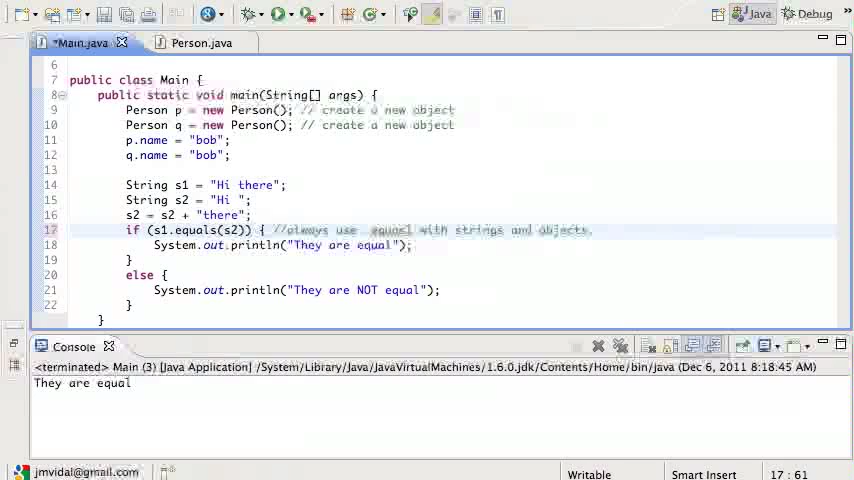 Java
Debug
*Main.java
Person.java
6
7 public class Main {
8 public static void main(String[] args) {
9 Person p = new Person(); // create a new object
10 Person q = new Person(); // create a new object
11 p.name = "bob";
12 q.name = "bob";
13
14 String s1 = "Hi there";
15 String s2 = "Hi ";
16 s2 = s2 + "there";
17 if (s1.equals(s2)) { //always use with strings and objects.
18 System.out.println("They are equal");
19 }
20 else {
21 System.out.println("They are NOT equal");
22 }
}
Console
<terminated> Main (3) [Java Application] /System/Library/Java/JavaVirtualMachines/1.6.0.jdk/Contents/Home/bin/java (Dec 6, 2011 8:18:45 AM)
They are equal
jmvidal@gmail.com
Writable
Smart Insert
17 : 61